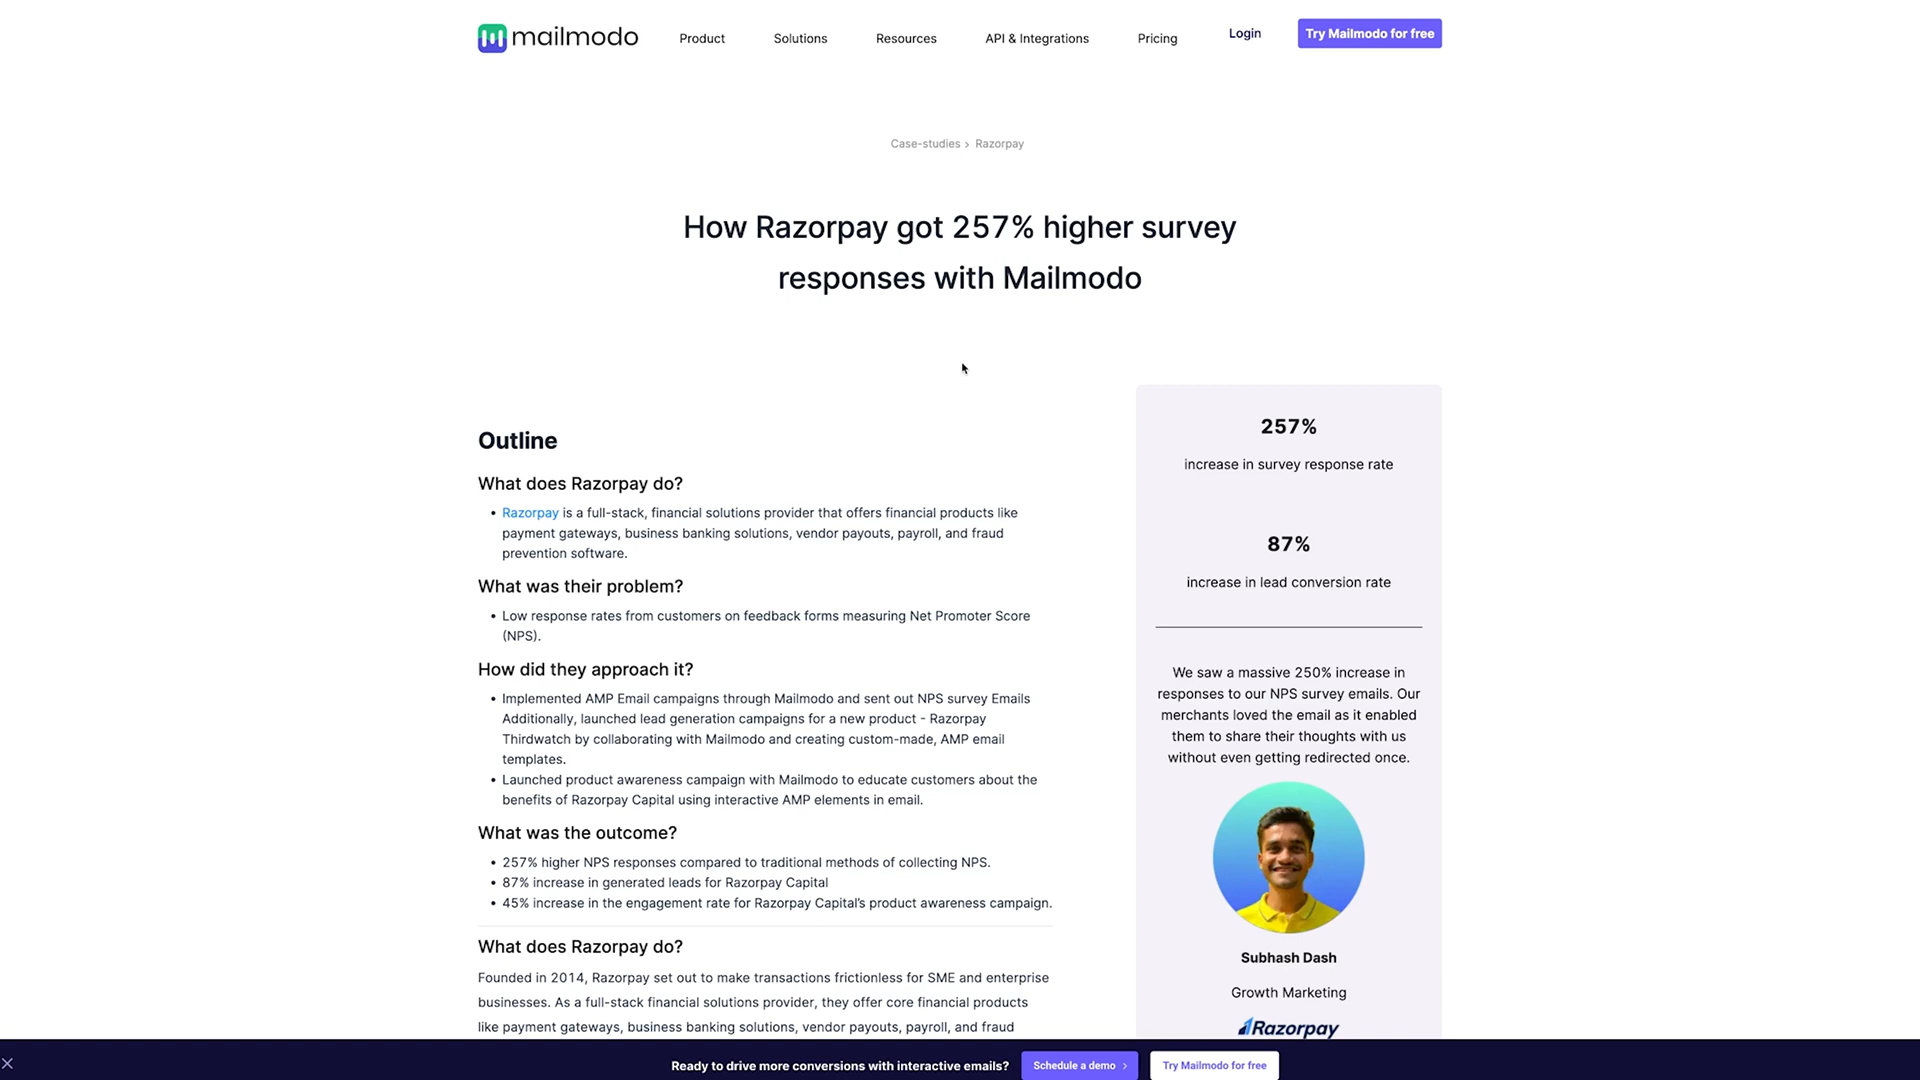 mailmodo
Product
Solutions
Resources
API & Integrations
Pricing
Login
Try Mailmodo for free
Case-studies › Razorpay
How Razorpay got 257% higher survey
responses with Mailmodo
Outline
What does Razorpay do?
• Razorpay is a full-stack, financial solutions provider that offers financial products like
payment gateways, business banking solutions, vendor payouts, payroll, and fraud
prevention software.
What was their problem?
• Low response rates from customers on feedback forms measuring Net Promoter Score
(NPS).
How did they approach it?
• Implemented AMP Email campaigns through Mailmodo and sent out NPS survey Emails
Additionally, launched lead generation campaigns for a new product - Razorpay
Thirdwatch by collaborating with Mailmodo and creating custom-made, AMP email
templates.
• Launched product awareness campaign with Mailmodo to educate customers about the
benefits of Razorpay Capital using interactive AMP elements in email.
What was the outcome?
• 257% higher NPS responses compared to traditional methods of collecting NPS.
• 87% increase in generated leads for Razorpay Capital
• 45% increase in the engagement rate for Razorpay Capital's product awareness campaign.
What does Razorpay do?
Founded in 2014, Razorpay set out to make transactions frictionless for SME and enterprise
businesses. As a full-stack financial solutions provider, they offer core financial products
like payment gateways, business banking solutions, vendor payouts, payroll, and fraud
257%
increase in survey response rate
87%
increase in lead conversion rate
We saw a massive 250% increase in
responses to our NPS survey emails. Our
merchants loved the email as it enabled
them to share their thoughts with us
without even getting redirected once.
Subhash Dash
Growth Marketing
Razorpay
Ready to drive more conversions with interactive emails?
Schedule a demo ›
Try Mailmodo for free